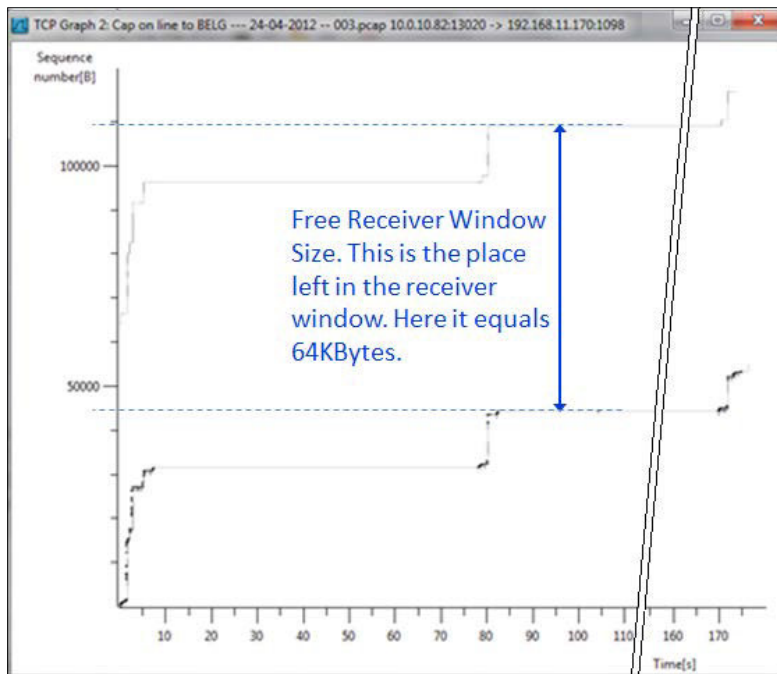 TCP Graph 2: Cap on line to BELG --- 24-04-2012 -- 003.pcap 10.0.10.82:13020 -> 192.168.11.170:1098
Sequence
number[B]
100000
Free Receiver Window
Size. This is the place
left in the receiver
window. Here it equals
64KBytes.
50000
10 20 30 40 50 60 70 80 90 100 110 160 170
Time[s]